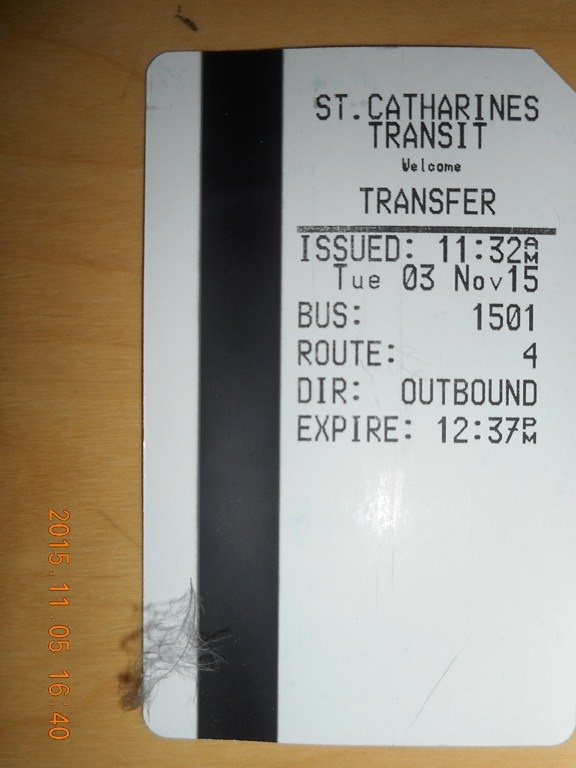 ST.CATHARINES
TRANSIT
Welcome
TRANSFER
ISSUED: 11:32AM
Tue 03 Nov15
BUS: 1501
ROUTE: 4
DIR: OUTBOUND
EXPIRE: 12:37PM
2015.11.05 16:40